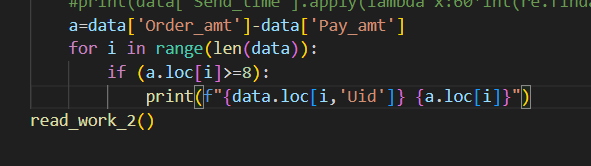 #print(data['Send_time'].apply(lambda x:60*int(re.finda
a=data['Order_amt']-data['Pay_amt']
for i in range(len(data)):
if (a.loc[i]>=8):
print(f"{data.loc[i,'Uid']} {a.loc[i]}")
read_work_2()